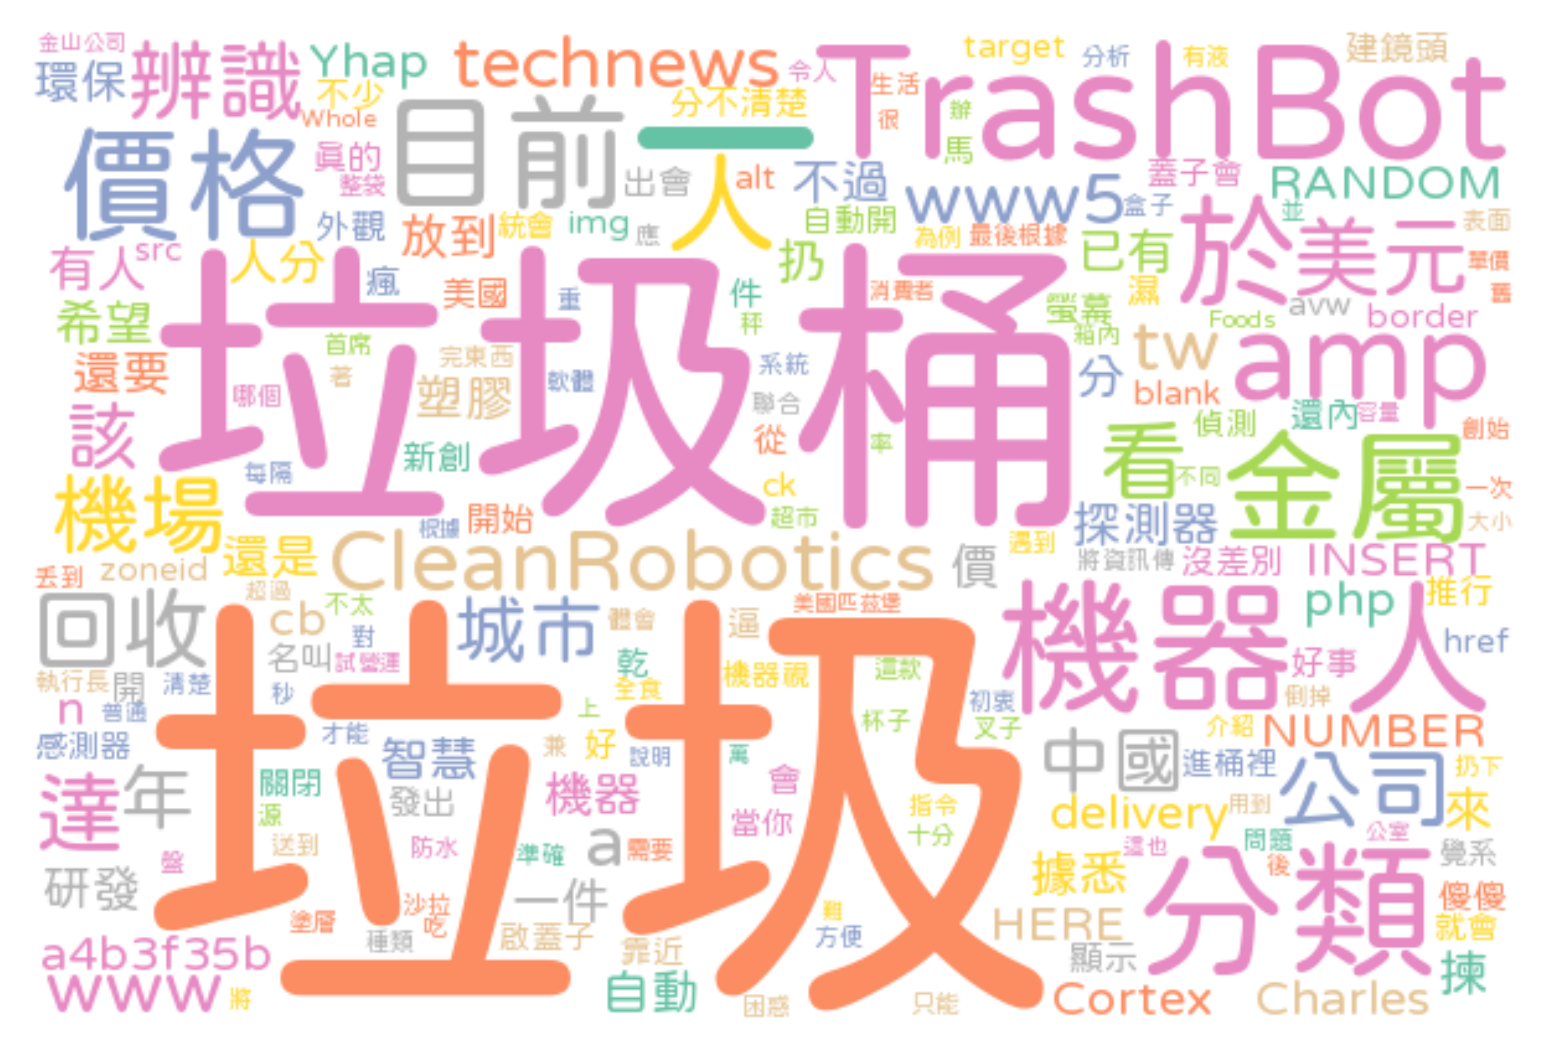 金山公司
環保
辨識
Yhap
不少
Whole
technews
令人
分不清楚
TrashBot
生活
很
target
辦
馬
分析
有液
建鏡頭
價格
真的
整袋
目前
一
人
出會
alt
不過
www5
盒子
蓋子會
RANDOM
並
表面
有人
src
人分
外觀
放到
統會
img
應
自動開
為例
最後根據
已有
於
美元
單價
舊
希望
瘋
美國
重
件
秤
扔
消費者
濕
螢幕
箱內
Foods
avw
border
還要
首席
著
哪個
完東西
塑膠
軟體
系統
聯合
垃圾桶
tw
blank
分
amp
該
每隔
新創
從
率
偵測
還內
容量
創始
機場
根據
開始
ck
超市
看
不同
金屬
一次
大小
探測器
丟到
zoneid
還是
超過
CleanRobotics
價
遇到
將資訊傳
沒差別
INSERT
回收
cb
不太
對
城市
體會
逼
美國匹茲堡
機器人
php
推行
href
名叫
試營運
乾
全食
機器視
這款
初衷
好事
倒掉
執行長
開
清楚
秒
n
普通
才能
上
杯子
叉子
介紹
NUMBER
感測器
智慧
兼
好
說明
萬
中國
進桶裡
公司
扔下
達
年
關閉
源
發出
機器
會
當你
指令
十分
delivery
用到
來
盤
送到
防水
準確
a
需要
這也
問題
公室
覺系
研發
垃圾
一件
據悉
後
分類
傻傻
塗層
沙拉
吃
種類
啟蓋子
靠近
難
方便
HERE
顯示
就會
揀
a4b3f35b
www
將
自動
困惑
只能
Cortex
Charles